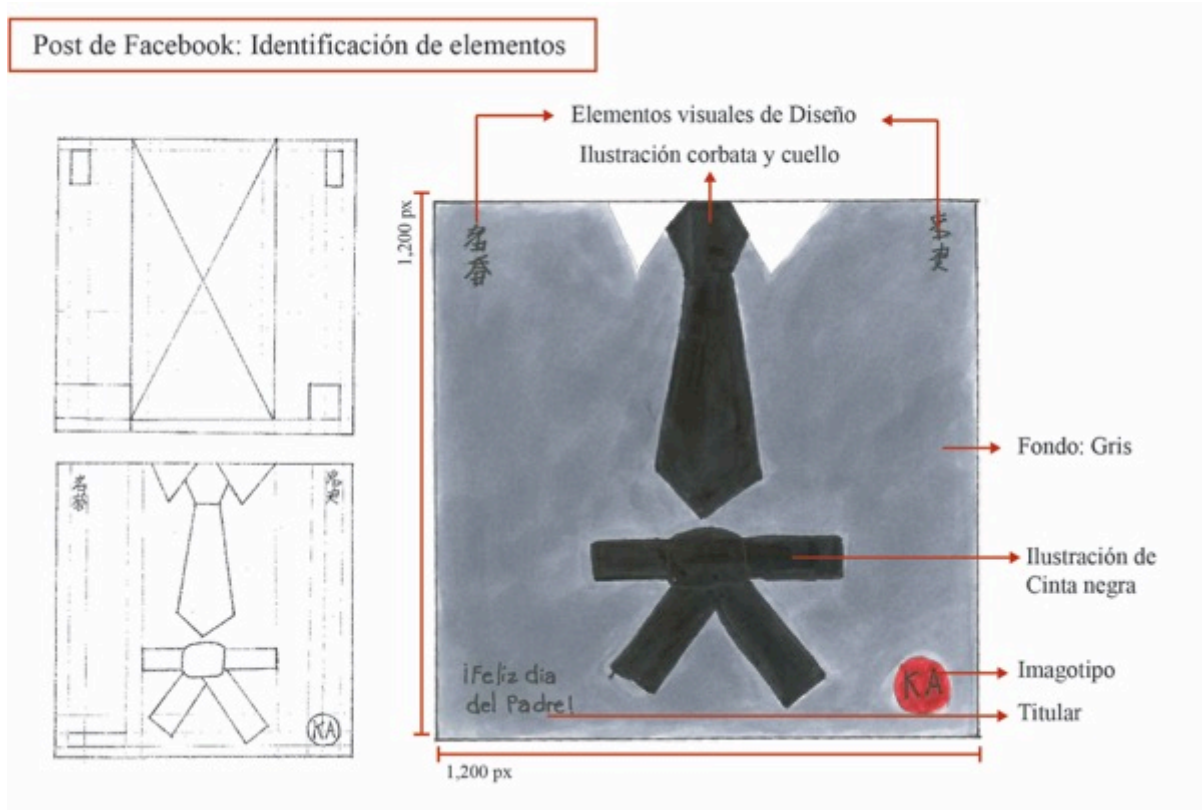 Post de Facebook: Identificación de elementos
Elementos visuales de Diseño
Ilustración corbata y cuello
1,200 px
Fondo: Gris
Ilustración de
Cinta negra
¡Feliz dia
del Padre!
KA
Imagotipo
Titular
1,200 px
KA